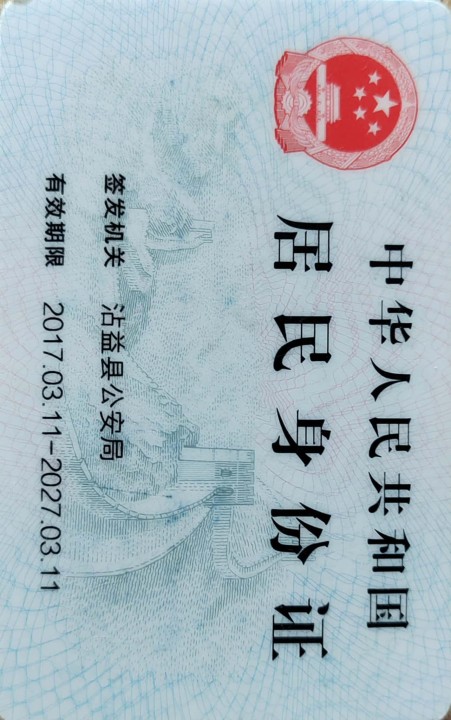 中华人民共和国
居民身份证
签发机关 沾益县公安局
有效期限 2017.03.11-2027.03.11